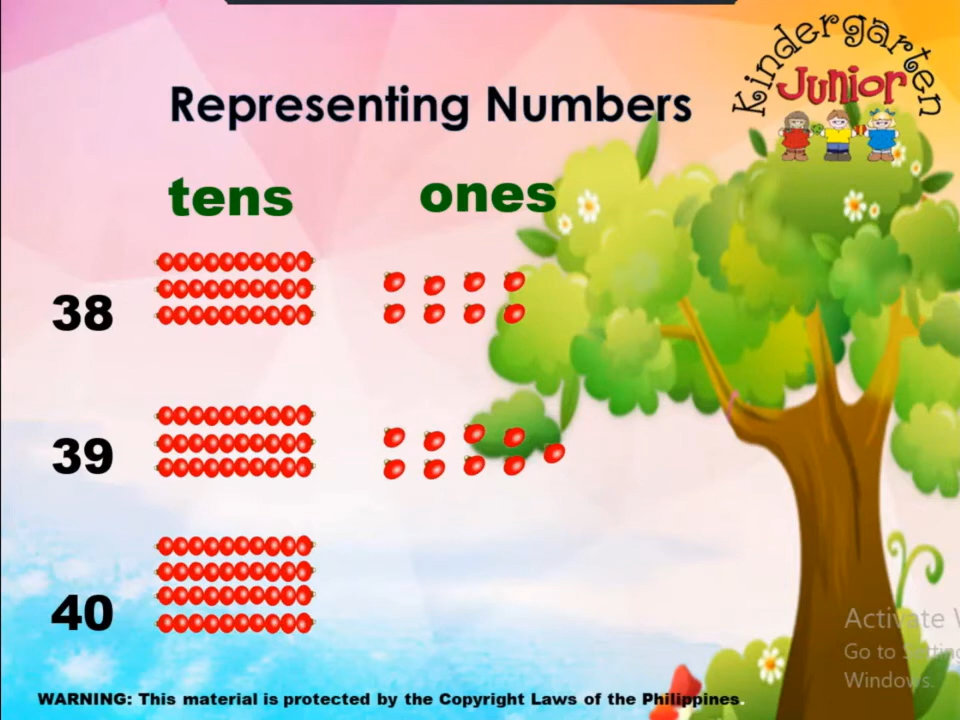 Kindergarten
Junior
Representing Numbers
tens ones
38
39
40
Activate
Go to Setting
Windows.
WARNING: This material is protected by the Copyright Laws of the Philippines.